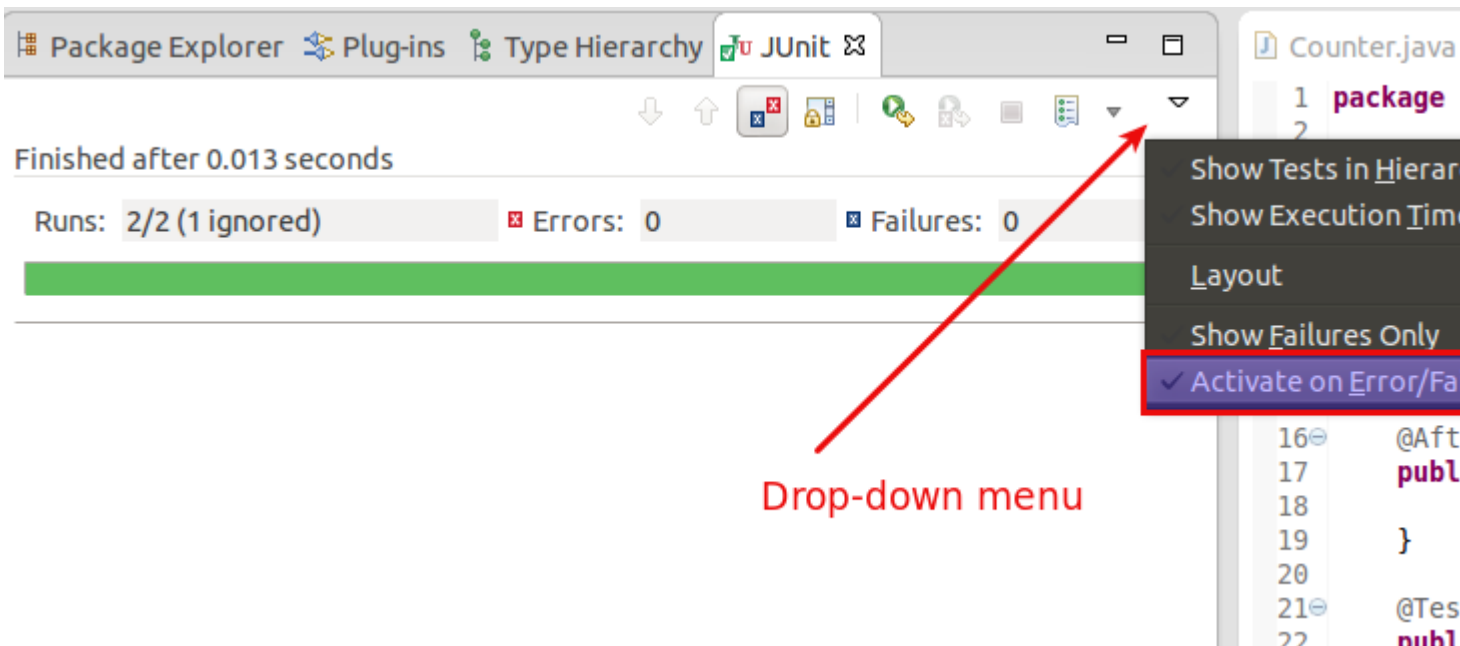 Package Explorer Plug-ins Type Hierarchy JUnit
Counter.java
Finished after 0.013 seconds
Runs: 2/2 (1 ignored) Errors: 0 Failures: 0
Drop-down menu
Show Tests in Hierar
Show Execution Tim
Layout
Show Failures Only
Activate on Error/Fa
1 package
2
16 @Aft
17 publ
18
19 }
20
21 @Tes
22 publ